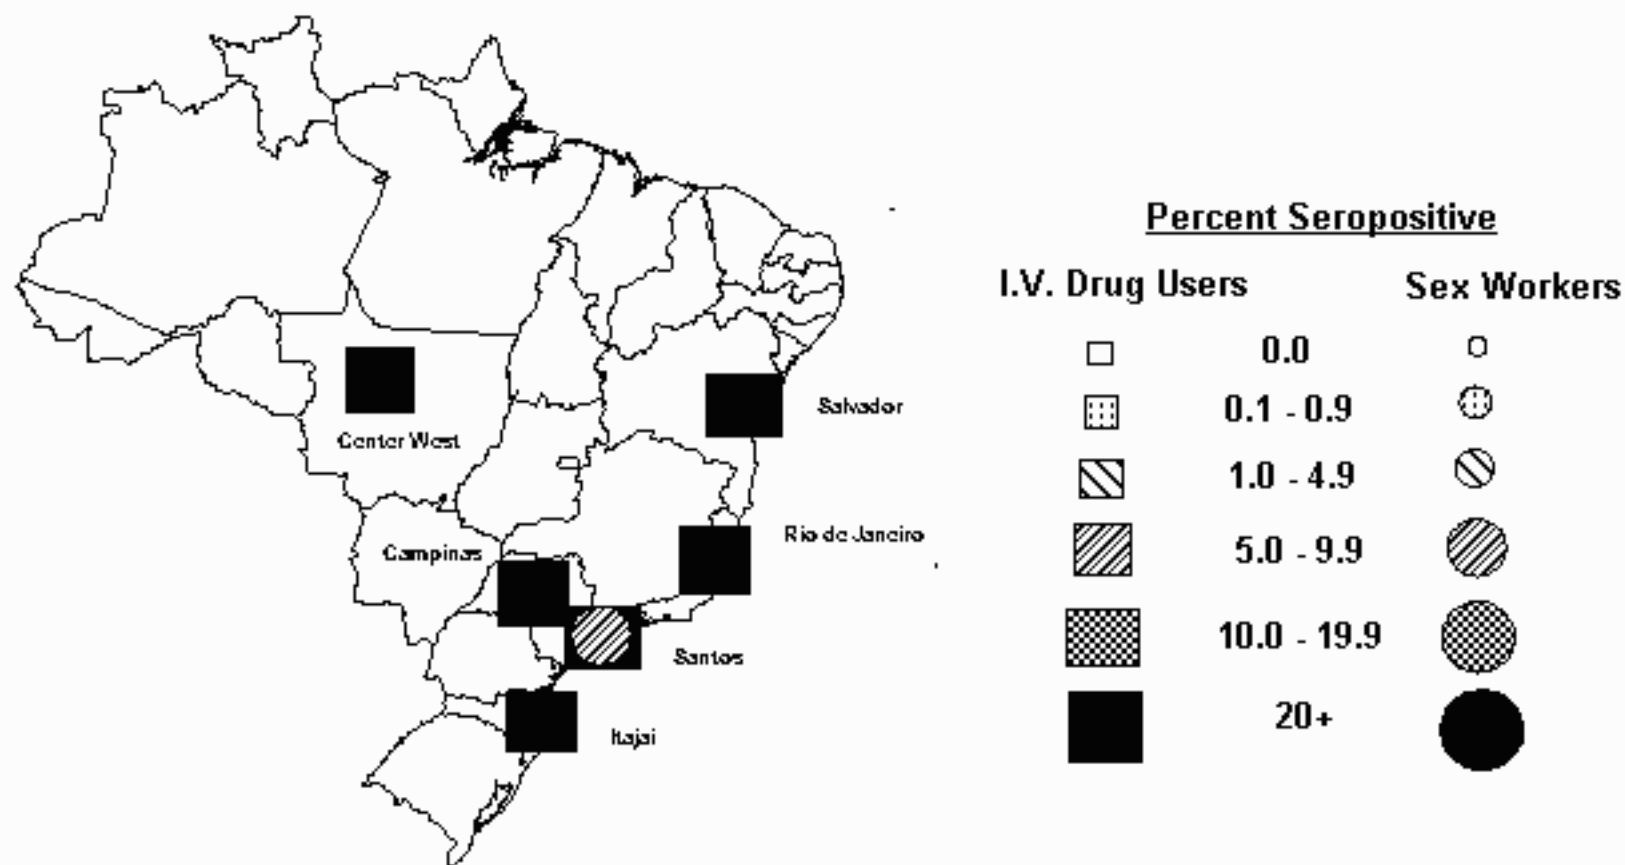 Percent Seropositive
I.V. Drug Users Sex Workers
0.0
0.1 - 0.9
1.0 - 4.9
5.0 - 9.9
10.0 - 19.9
20+
Salvador
Center West
Rio de Janeiro
Campinas
Santos
Itajai